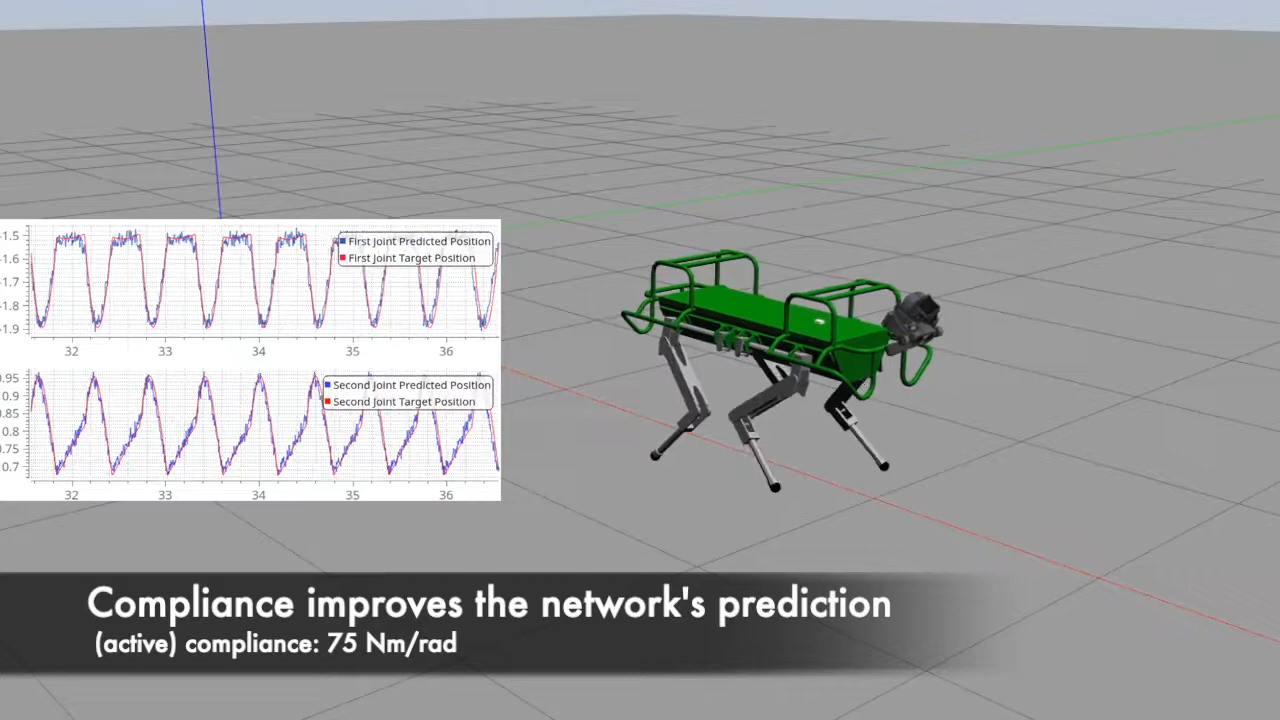 -1.5
-1.6
-1.7
-1.8
-1.9
First Joint Predicted Position
First Joint Target Position
32 33 34 35 36
0.95
0.9
0.85
0.8
0.75
0.7
Second Joint Predicted Position
Second Joint Target Position
32 33 34 35 36
Compliance improves the network's prediction
(active) compliance: 75 Nm/rad